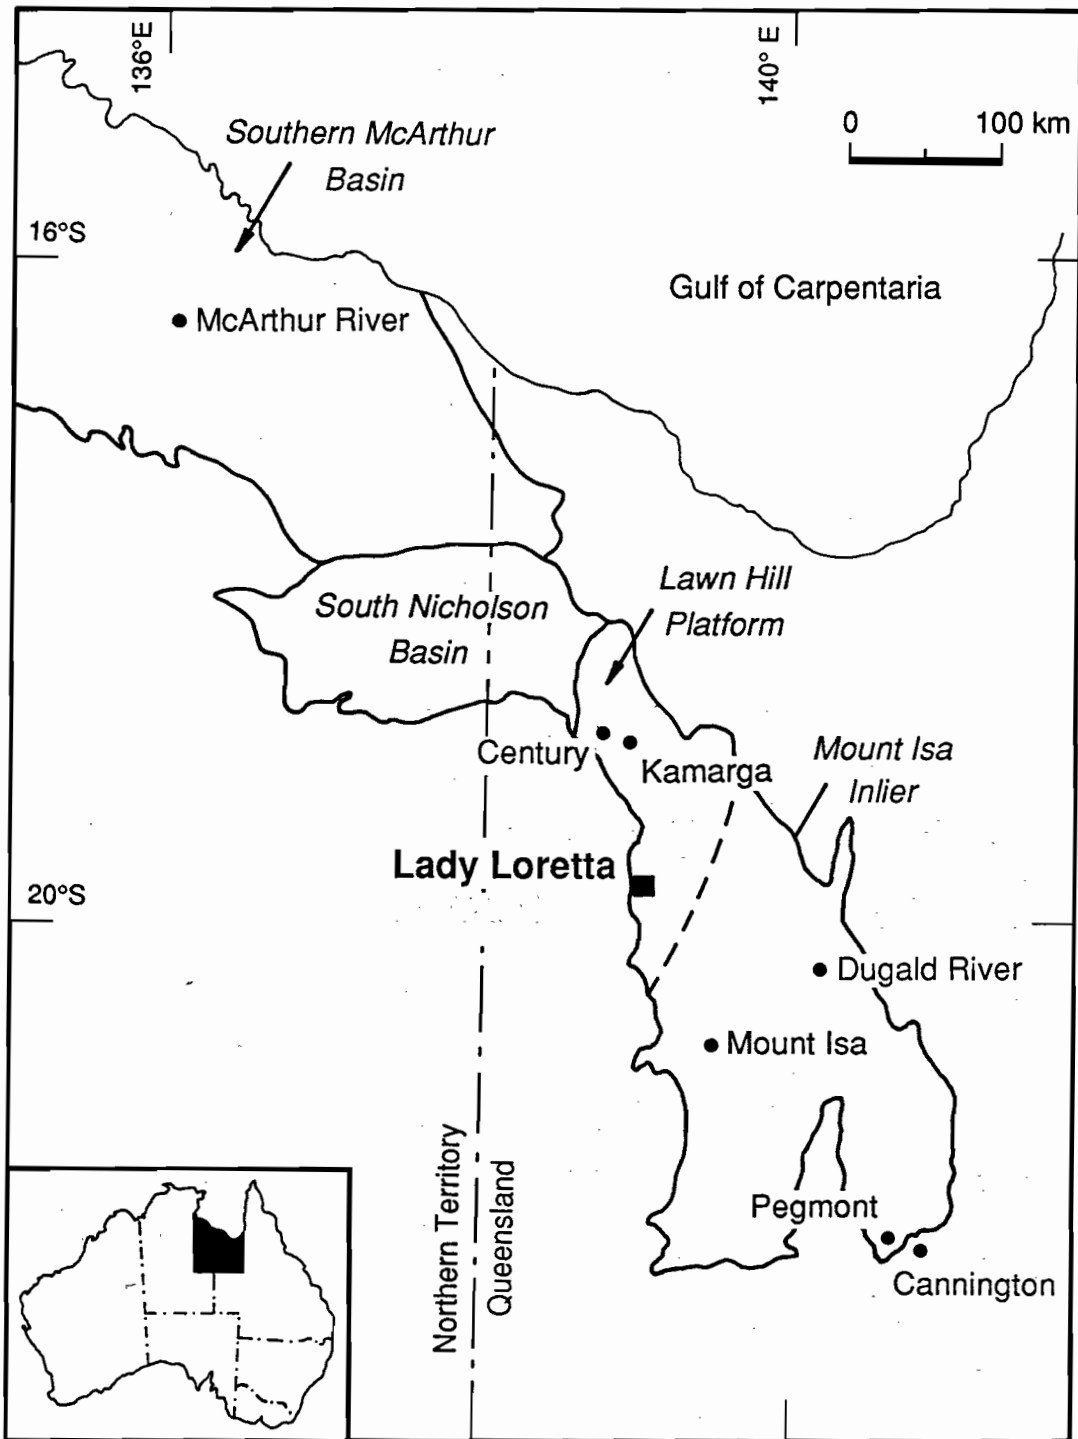 136°E
140° E
0 100 km
Southern McArthur
Basin
16°S
Gulf of Carpentaria
McArthur River
Lawn Hill
Platform
South Nicholson
Basin
Century
Kamarga
Mount Isa
Inlier
Lady Loretta
20°S
Dugald River
Mount Isa
Northern Territory
Queensland
Pegmont
Cannington